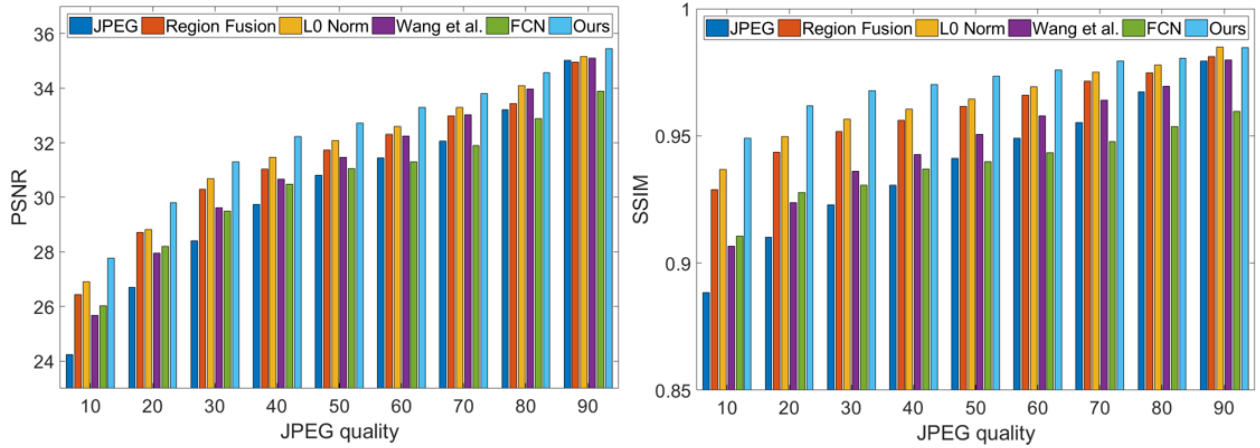 JPEG Region Fusion L0 Norm Wang et al. FCN Ours
36
34
32
30
28
26
24
PSNR
10 20 30 40 50 60 70 80 90
JPEG quality
JPEG Region Fusion L0 Norm Wang et al. FCN Ours
1
0.95
0.9
0.85
SSIM
10 20 30 40 50 60 70 80 90
JPEG quality